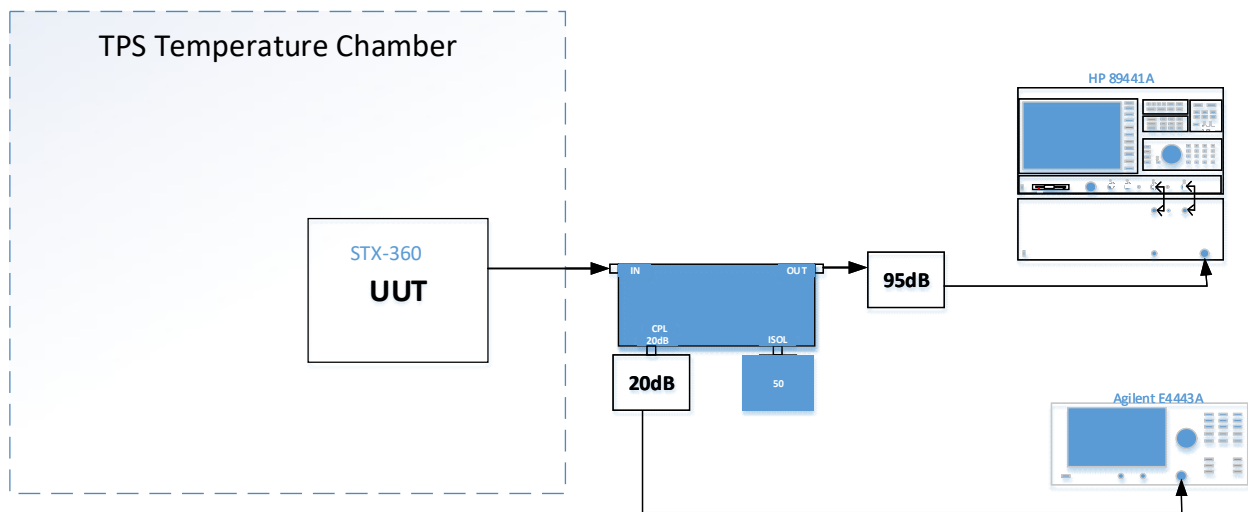 TPS Temperature Chamber
HP 89441A
STX-360
UUT
IN
OUT
95dB
CPL
20dB
ISOL
20dB
50
Agilent E4443A